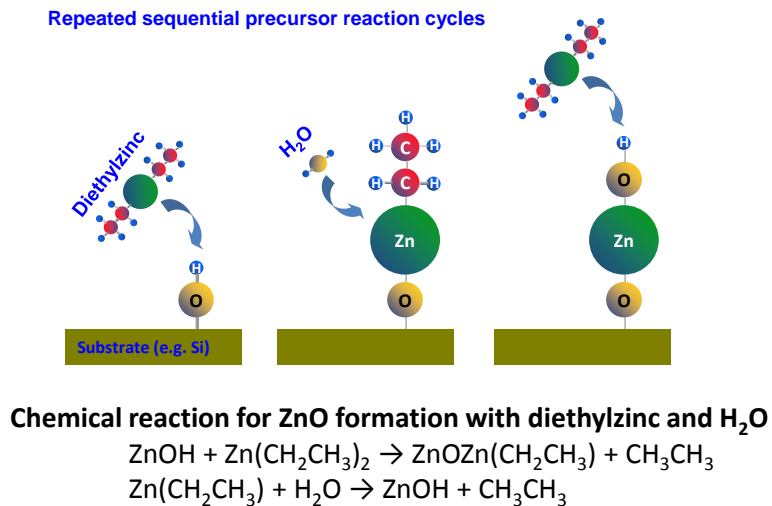 Repeated sequential precursor reaction cycles
Diethylzinc
H₂O
H
O
Substrate (e.g. Si)
H
H C H
H C H
Zn
O
H
O
Zn
O
Chemical reaction for ZnO formation with diethylzinc and H₂O
ZnOH + Zn(CH₂CH₃)₂ → ZnOZn(CH₂CH₃) + CH₃CH₃
Zn(CH₂CH₃) + H₂O → ZnOH + CH₃CH₃